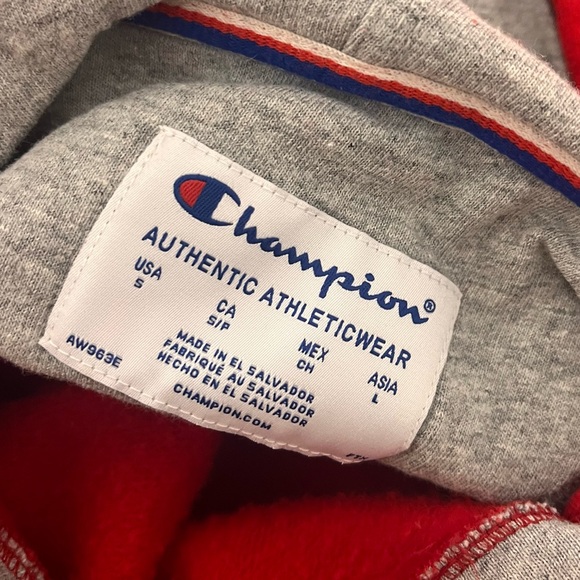 Champion®
AUTHENTIC ATHLETICWEAR
USA CA MEX ASIA
S S/P CH L
MADE IN EL SALVADOR
FABRIQUÉ AU SALVADOR
HECHO EN EL SALVADOR
AW963E
CHAMPION.COM